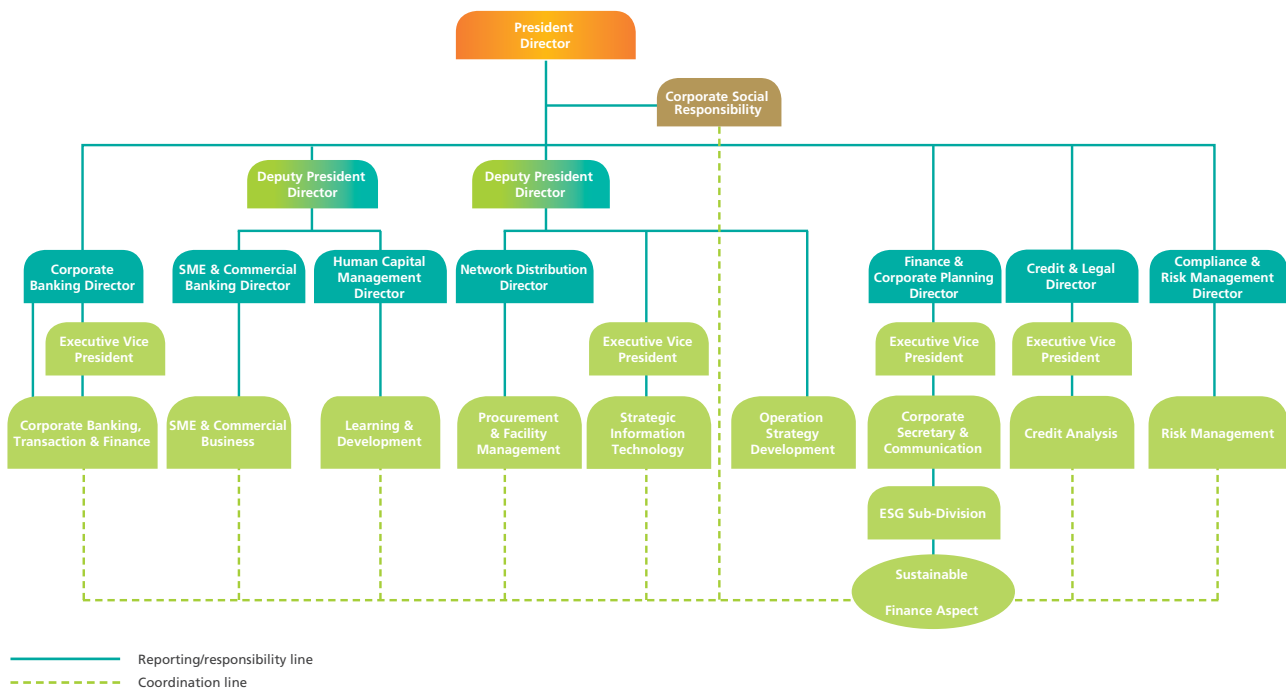 President
Director
Corporate Social
Responsibility
Deputy President
Director
Deputy President
Director
Corporate
Banking Director
SME & Commercial
Banking Director
Human Capital
Management
Director
Network Distribution
Director
Finance &
Corporate Planning
Director
Credit & Legal
Director
Compliance &
Risk Management
Director
Executive Vice
President
Executive Vice
President
Executive Vice
President
Executive Vice
President
Corporate Banking,
Transaction & Finance
SME & Commercial
Business
Learning &
Development
Procurement
& Facility
Management
Strategic
Information
Technology
Operation
Strategy
Development
Corporate
Secretary &
Communication
Credit Analysis
Risk Management
ESG Sub-Division
Sustainable
Finance Aspect
Reporting/responsibility line
Coordination line